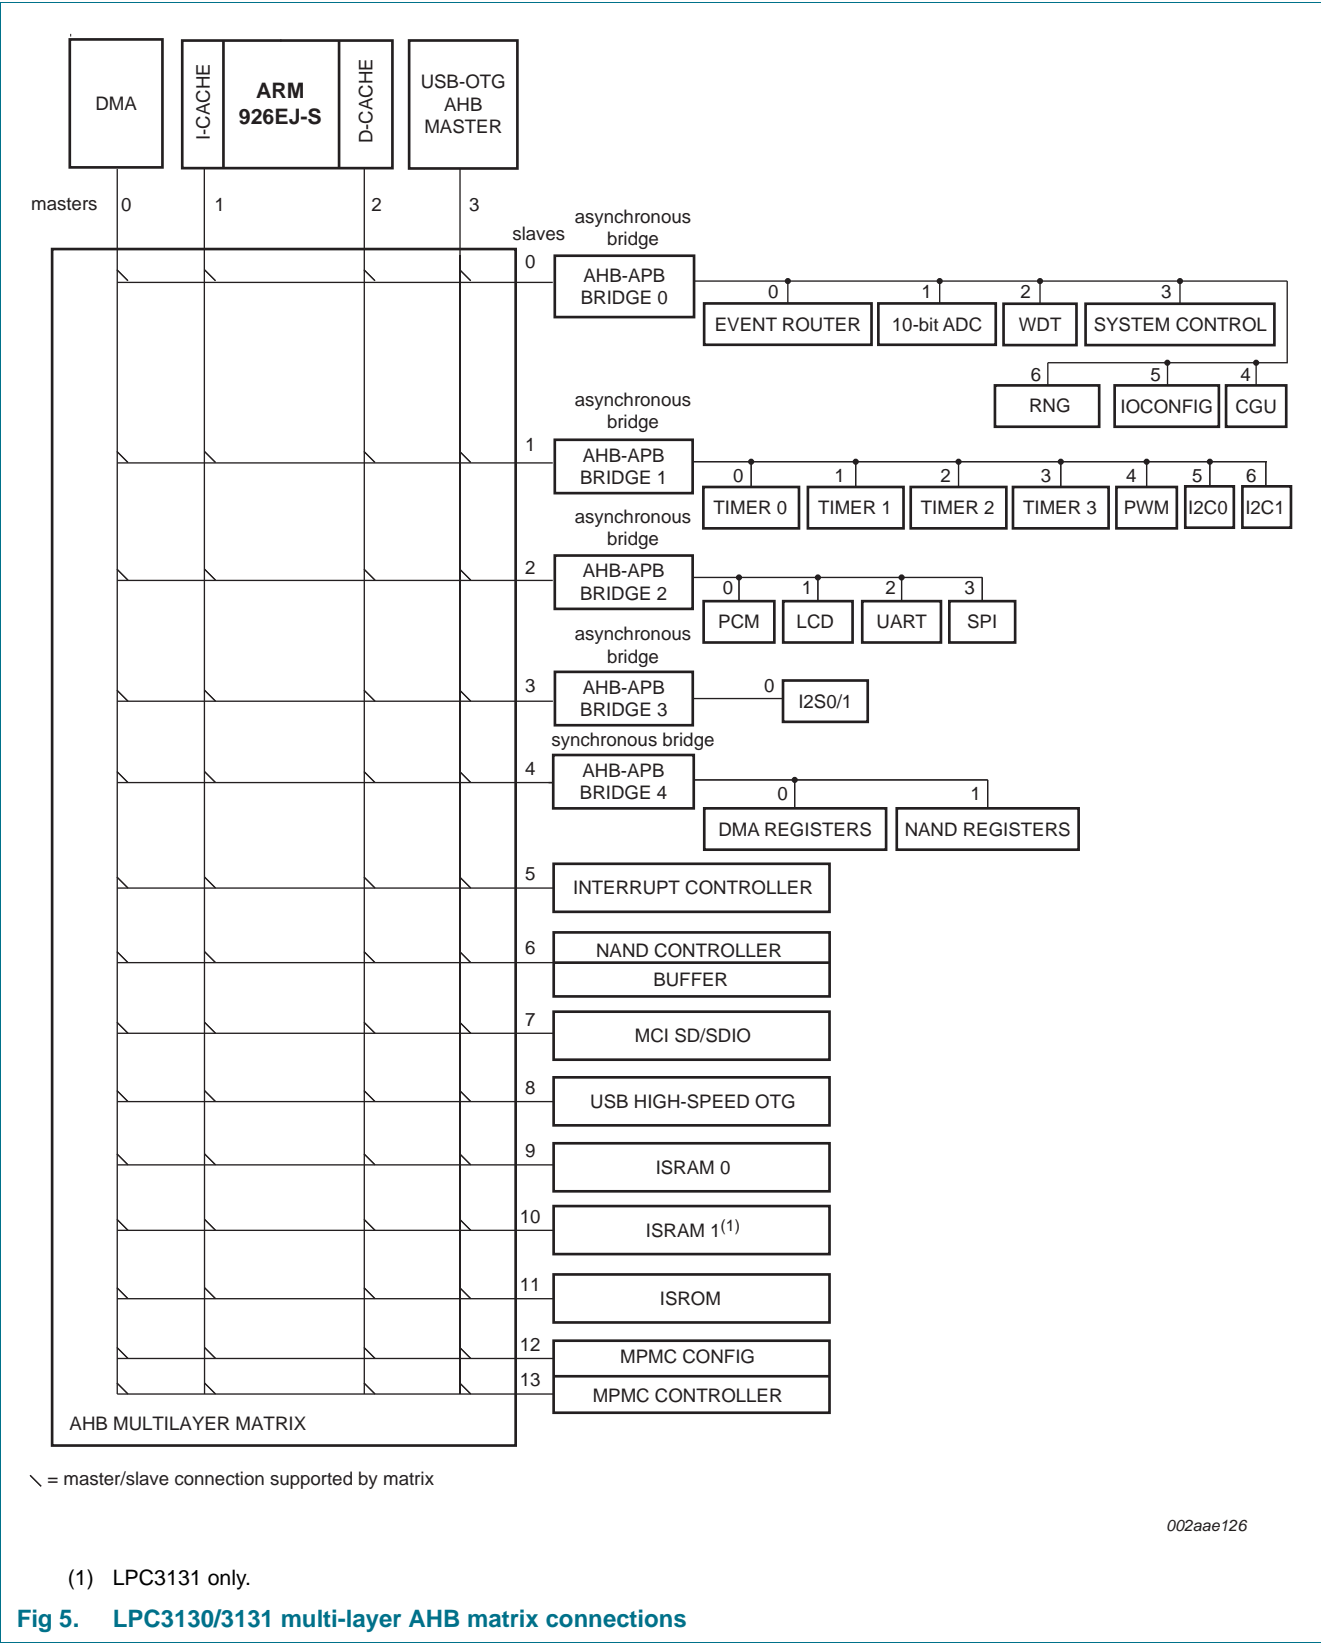 DMA
I-CACHE
ARM
926EJ-S
D-CACHE
USB-OTG
AHB
MASTER
masters
0
1
2
3
slaves
asynchronous
bridge
0
AHB-APB
BRIDGE 0
0
1
2
3
EVENT ROUTER
10-bit ADC
WDT
SYSTEM CONTROL
6
5
4
RNG
IOCONFIG
CGU
asynchronous
bridge
1
AHB-APB
BRIDGE 1
0
1
2
3
4
5
6
TIMER 0
TIMER 1
TIMER 2
TIMER 3
PWM
I2C0
I2C1
asynchronous
bridge
2
AHB-APB
BRIDGE 2
0
1
2
3
PCM
LCD
UART
SPI
asynchronous
bridge
3
AHB-APB
BRIDGE 3
0
I2S0/1
synchronous bridge
4
AHB-APB
BRIDGE 4
0
1
DMA REGISTERS
NAND REGISTERS
5
INTERRUPT CONTROLLER
6
NAND CONTROLLER
BUFFER
7
MCI SD/SDIO
8
USB HIGH-SPEED OTG
9
ISRAM 0
10
ISRAM 1(1)
11
ISROM
12
MPMC CONFIG
13
MPMC CONTROLLER
AHB MULTILAYER MATRIX
= master/slave connection supported by matrix
002aae126
(1) LPC3131 only.
Fig 5. LPC3130/3131 multi-layer AHB matrix connections